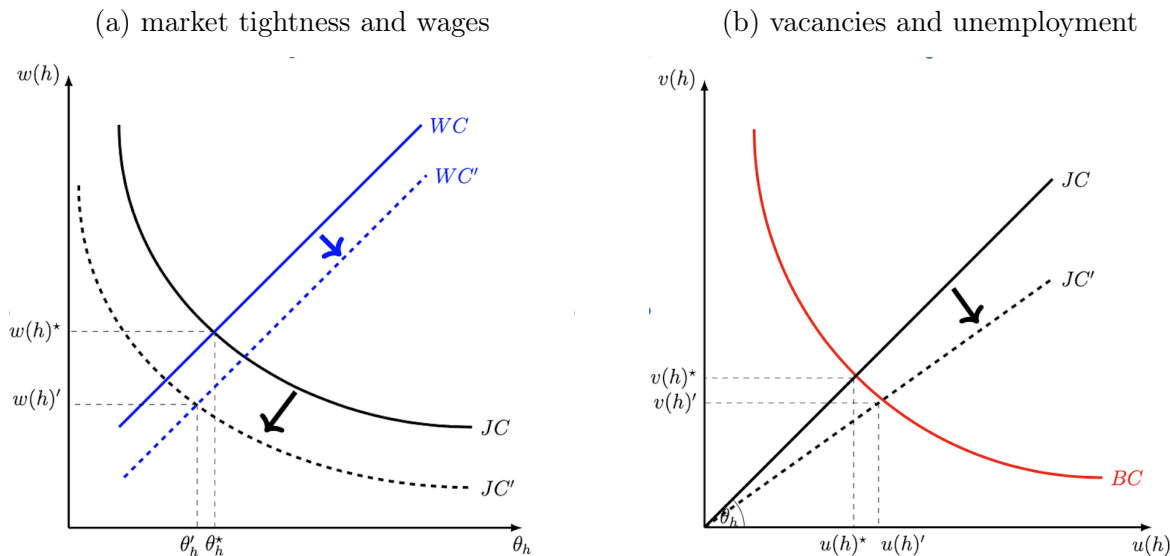 (a) market tightness and wages
w(h)
WC
WC′
w(h)⋆
w(h)′
JC
JC′
θ′h θ⋆h
θh
(b) vacancies and unemployment
v(h)
JC
JC′
v(h)⋆
v(h)′
θh
BC
u(h)⋆ u(h)′
u(h)